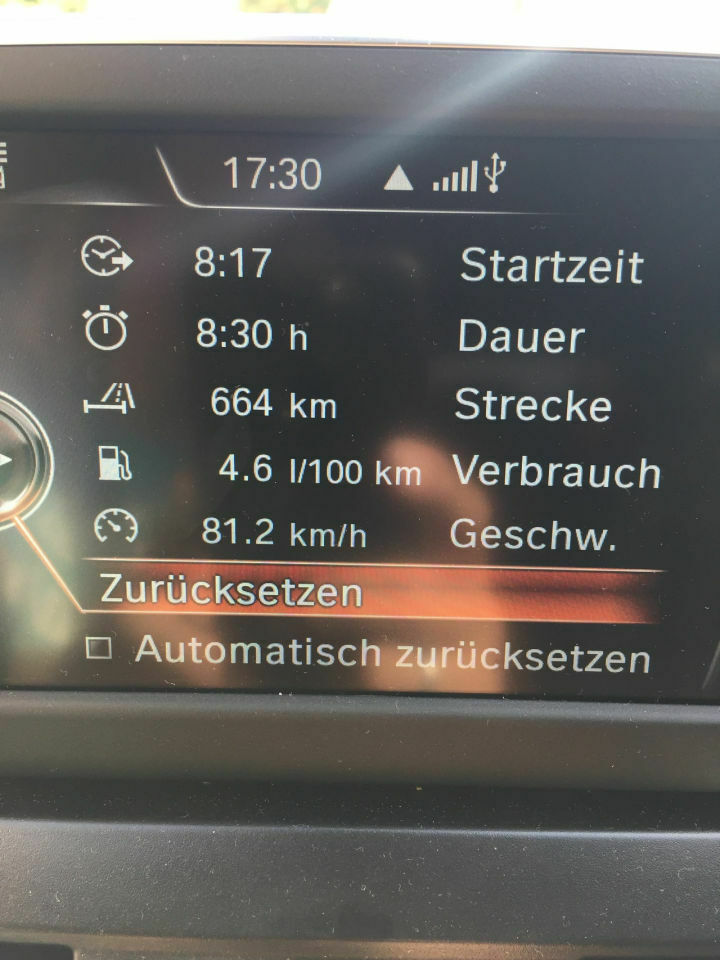 17:30
8:17 Startzeit
8:30 h Dauer
664 km Strecke
4.6 l/100 km Verbrauch
81.2 km/h Geschw.
Zurücksetzen
Automatisch zurücksetzen